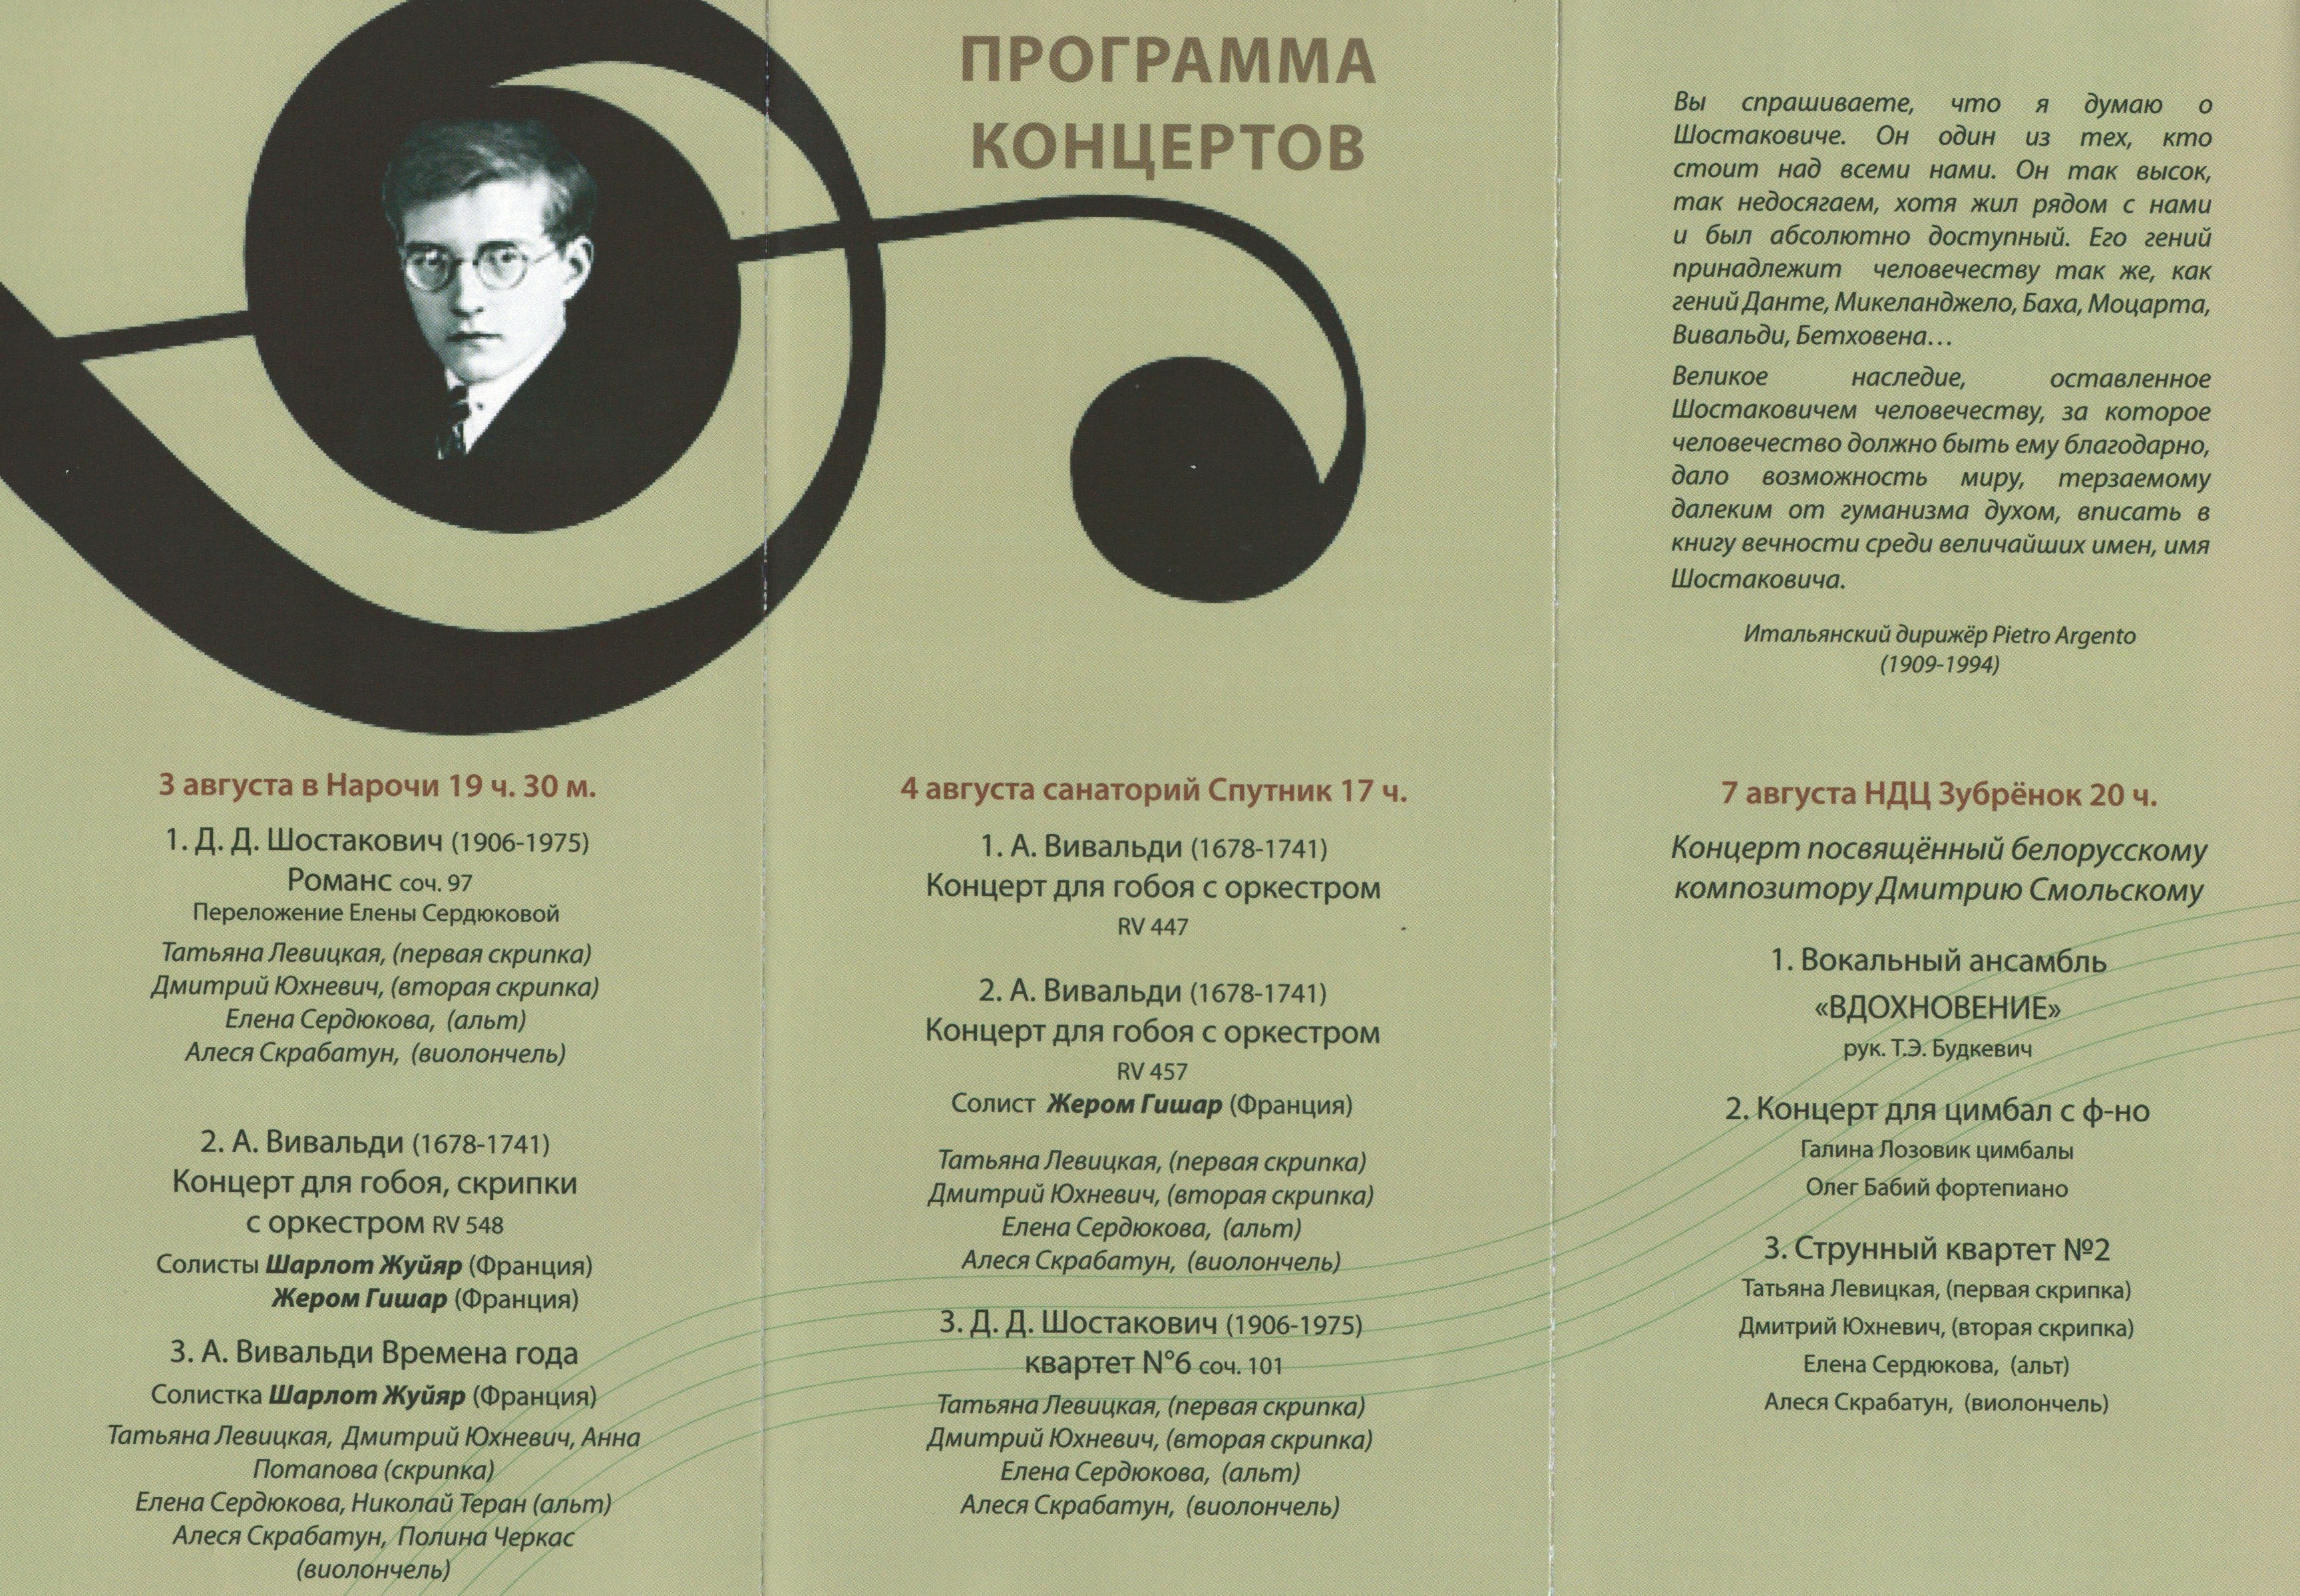 ПРОГРАММА
КОНЦЕРТОВ
Вы спрашиваете, что я думаю о
Шостаковиче. Он один из тех, кто
стоит над всеми нами. Он так высок,
так недосягаем, хотя жил рядом с нами
и был абсолютно доступный. Его гений
принадлежит человечеству так же, как
гений Данте, Микеланджело, Баха, Моцарта,
Вивальди, Бетховена…
Великое наследие, оставленное
Шостаковичем человечеству, за которое
человечество должно быть ему благодарно,
дало возможность миру, терзаемому
далеким от гуманизма духом, вписать в
книгу вечности среди величайших имен, имя
Шостаковича.
Итальянский дирижёр Pietro Argento
(1909-1994)
3 августа в Нарочи 19 ч. 30 м.
1. Д. Д. Шостакович (1906-1975)
Романс соч. 97
Переложение Елены Сердюковой
Татьяна Левицкая, (первая скрипка)
Дмитрий Юхневич, (вторая скрипка)
Елена Сердюкова, (альт)
Алеся Скрабатун, (виолончель)
2. А. Вивальди (1678-1741)
Концерт для гобоя, скрипки
с оркестром RV 548
Солисты Шарлот Жуйяр (Франция)
Жером Гишар (Франция)
3. А. Вивальди Времена года
Солистка Шарлот Жуйяр (Франция)
Татьяна Левицкая, Дмитрий Юхневич, Анна
Потапова (скрипка)
Елена Сердюкова, Николай Теран (альт)
Алеся Скрабатун, Полина Черкас
(виолончель)
4 августа санаторий Спутник 17 ч.
1. А. Вивальди (1678-1741)
Концерт для гобоя с оркестром
RV 447
2. А. Вивальди (1678-1741)
Концерт для гобоя с оркестром
RV 457
Солист Жером Гишар (Франция)
Татьяна Левицкая, (первая скрипка)
Дмитрий Юхневич, (вторая скрипка)
Елена Сердюкова, (альт)
Алеся Скрабатун, (виолончель)
3. Д. Д. Шостакович (1906-1975)
квартет N°6 соч. 101
Татьяна Левицкая, (первая скрипка)
Дмитрий Юхневич, (вторая скрипка)
Елена Сердюкова, (альт)
Алеся Скрабатун, (виолончель)
7 августа НДЦ Зубрёнок 20 ч.
Концерт посвящённый белорусскому
композитору Дмитрию Смольскому
1. Вокальный ансамбль
«ВДОХНОВЕНИЕ»
рук. Т.Э. Будкевич
2. Концерт для цимбал с ф-но
Галина Лозовик цимбалы
Олег Бабий фортепиано
3. Струнный квартет №2
Татьяна Левицкая, (первая скрипка)
Дмитрий Юхневич, (вторая скрипка)
Елена Сердюкова, (альт)
Алеся Скрабатун, (виолончель)